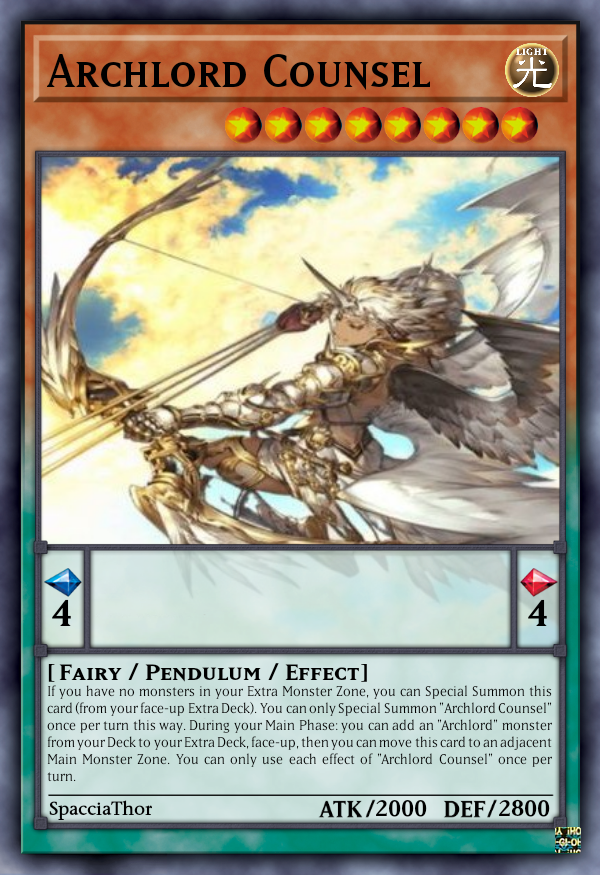 ARCHLORD COUNSEL
LIGHT
光
4
4
[ FAIRY / PENDULUM / EFFECT]
If you have no monsters in your Extra Monster Zone, you can Special Summon this
card (from your face-up Extra Deck). You can only Special Summon "Archlord Counsel"
once per turn this way. During your Main Phase: you can add an "Archlord" monster
from your Deck to your Extra Deck, face-up, then you can move this card to an adjacent
Main Monster Zone. You can only use each effect of "Archlord Counsel" once per
turn.
SpacciaThor ATK/2000 DEF/2800